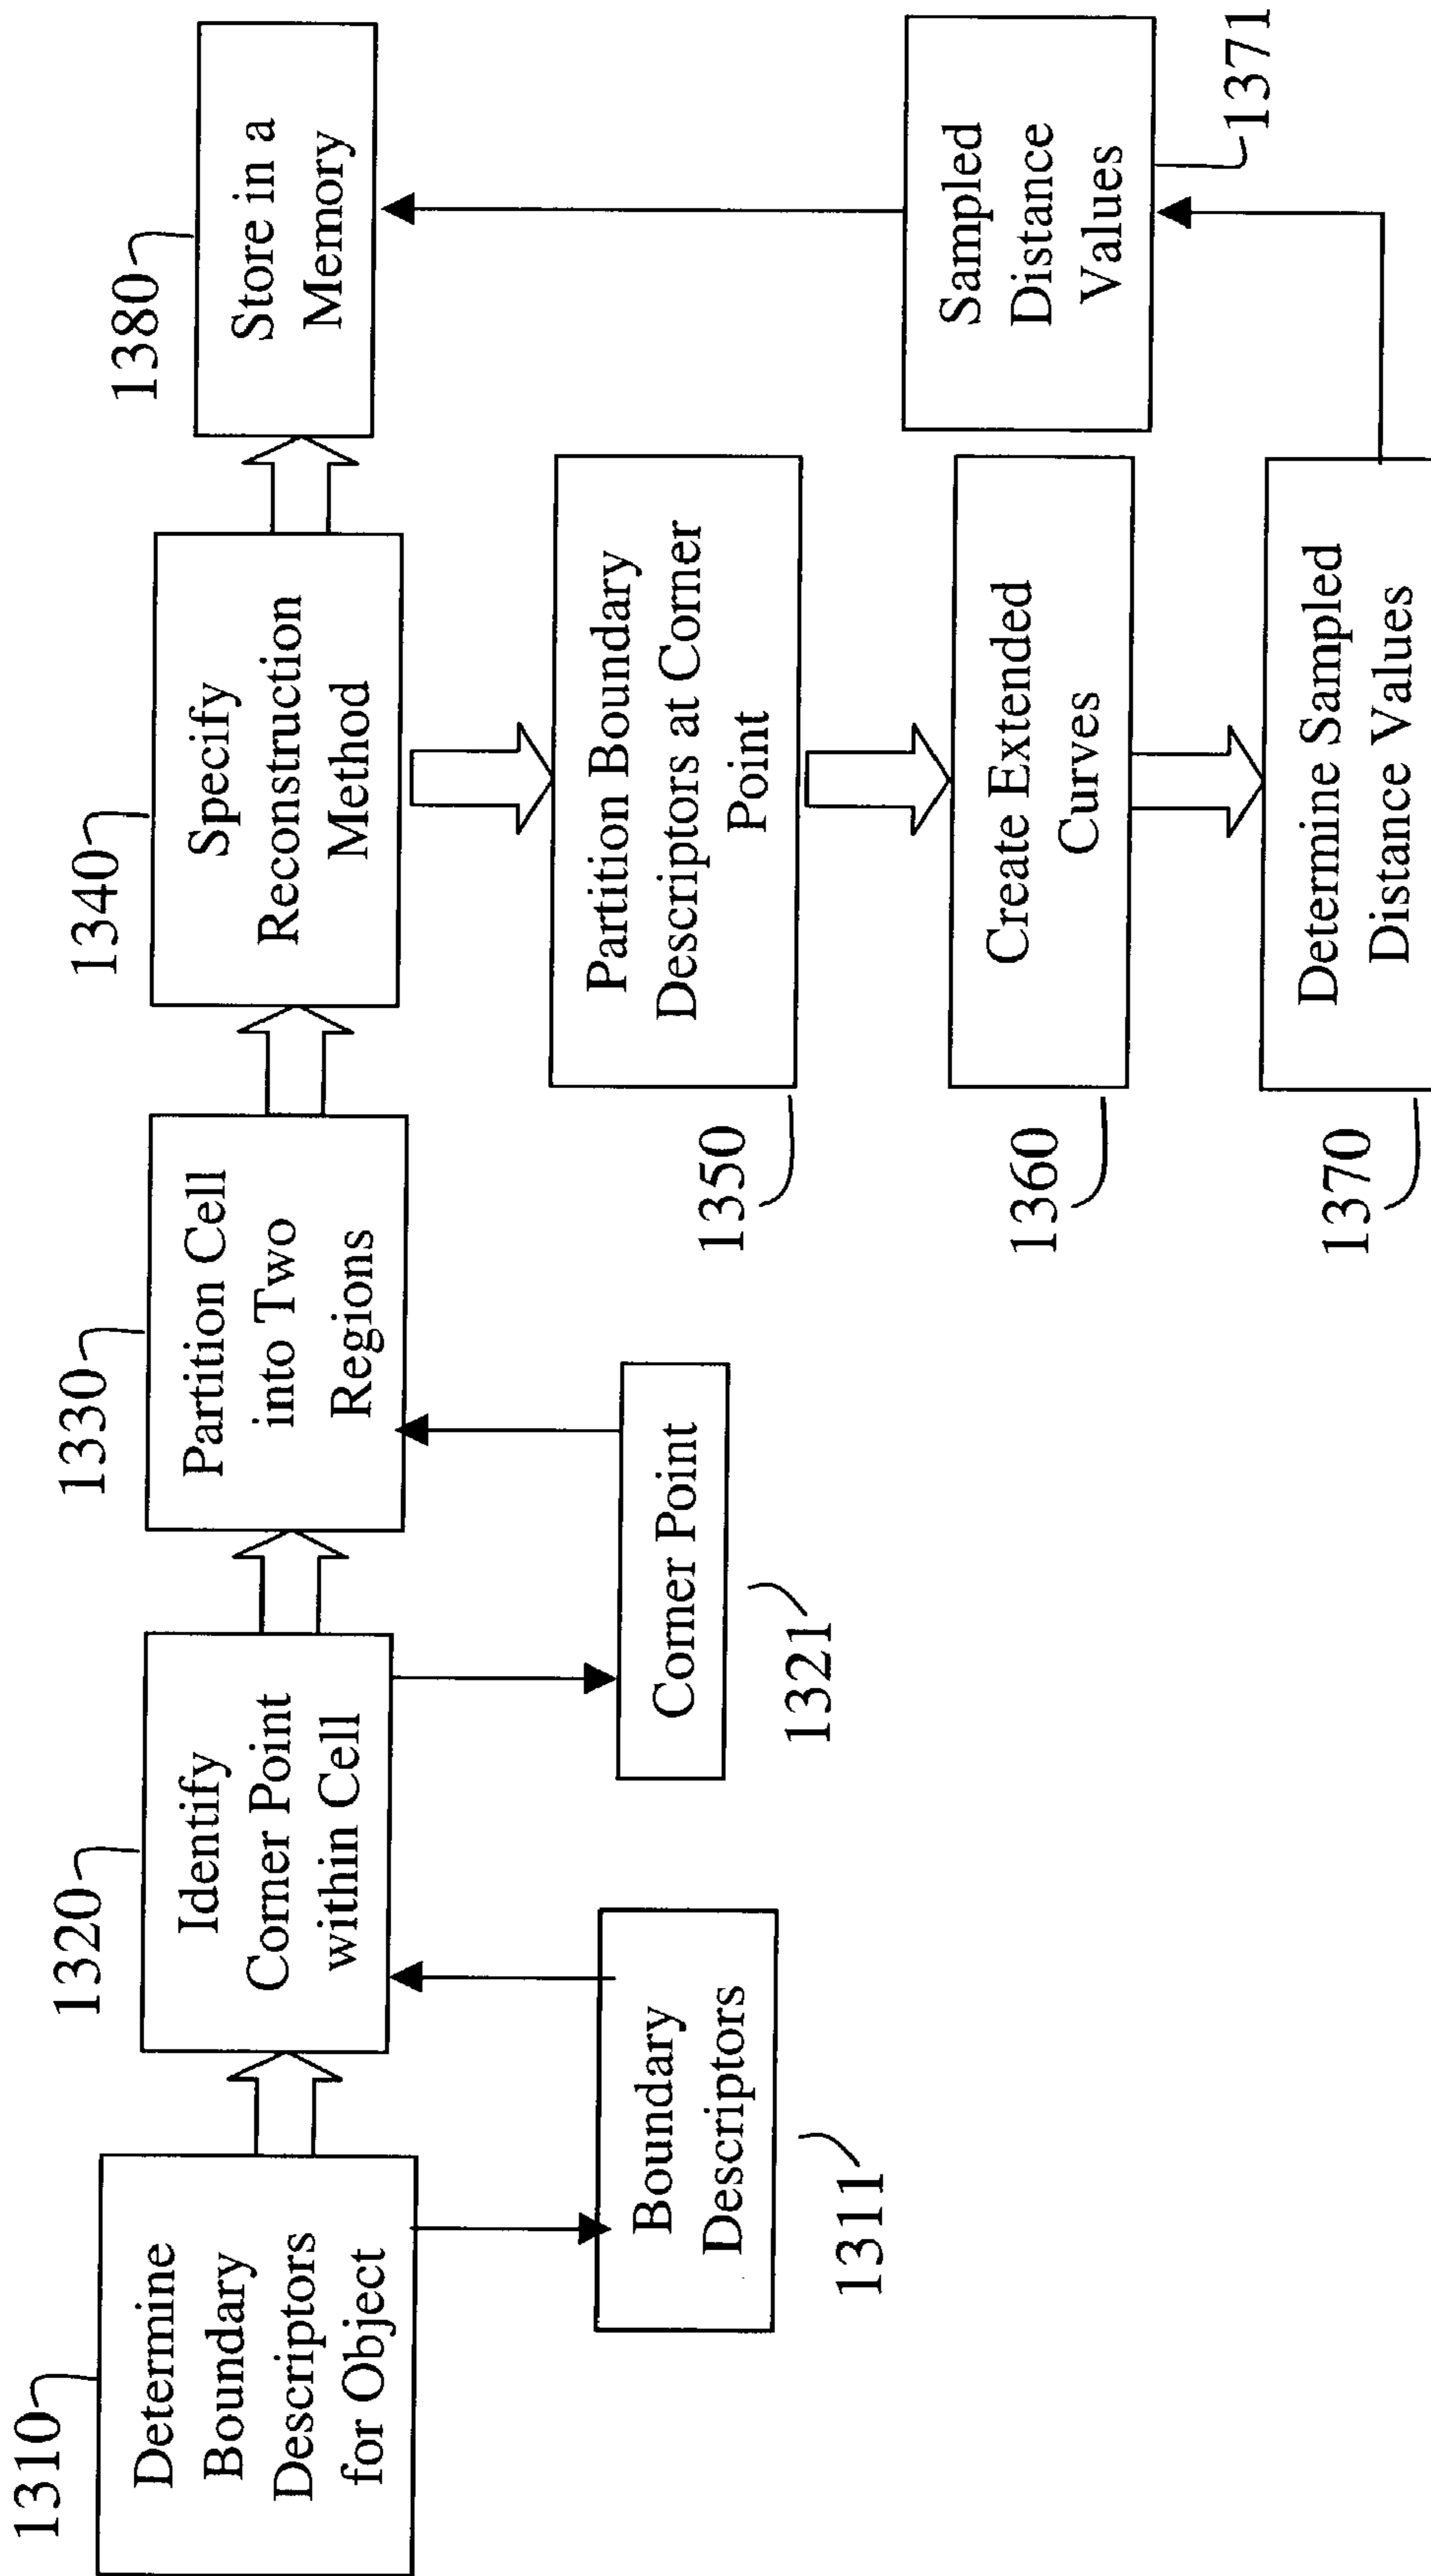 1310
Determine
Boundary
Descriptors
for Object
1311
Boundary
Descriptors
1320
Identify
Corner Point
within Cell
1321
Corner Point
1330
Partition Cell
into Two
Regions
1340
Specify
Reconstruction
Method
1350
Partition Boundary
Descriptors at Corner
Point
1360
Create Extended
Curves
1370
Determine Sampled
Distance Values
1371
Sampled
Distance
Values
1380
Store in a
Memory